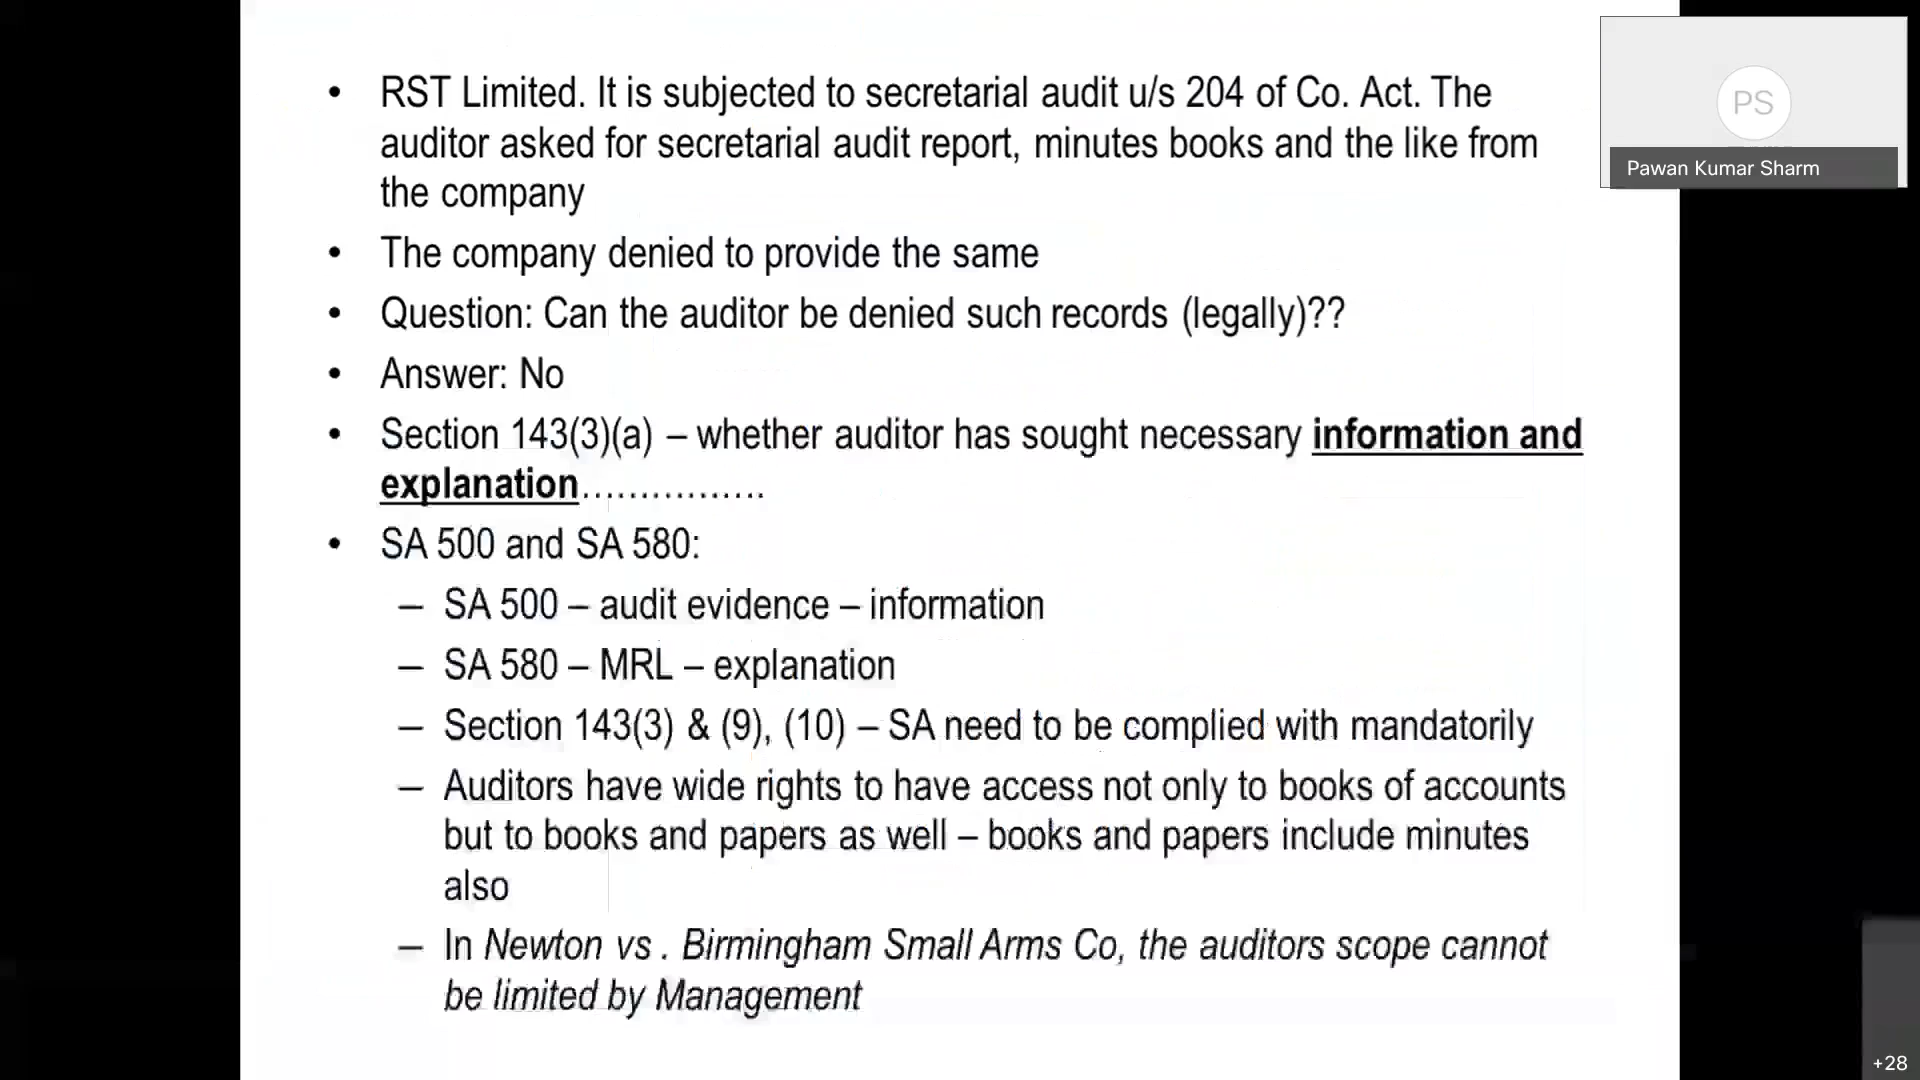 • RST Limited. It is subjected to secretarial audit u/s 204 of Co. Act. The
auditor asked for secretarial audit report, minutes books and the like from
the company
• The company denied to provide the same
• Question: Can the auditor be denied such records (legally)??
• Answer: No
• Section 143(3)(a) – whether auditor has sought necessary information and
explanation................
• SA 500 and SA 580:
– SA 500 – audit evidence – information
– SA 580 – MRL – explanation
– Section 143(3) & (9), (10) – SA need to be complied with mandatorily
– Auditors have wide rights to have access not only to books of accounts
but to books and papers as well – books and papers include minutes
also
– In Newton vs . Birmingham Small Arms Co, the auditors scope cannot
be limited by Management
PS
Pawan Kumar Sharm
+28